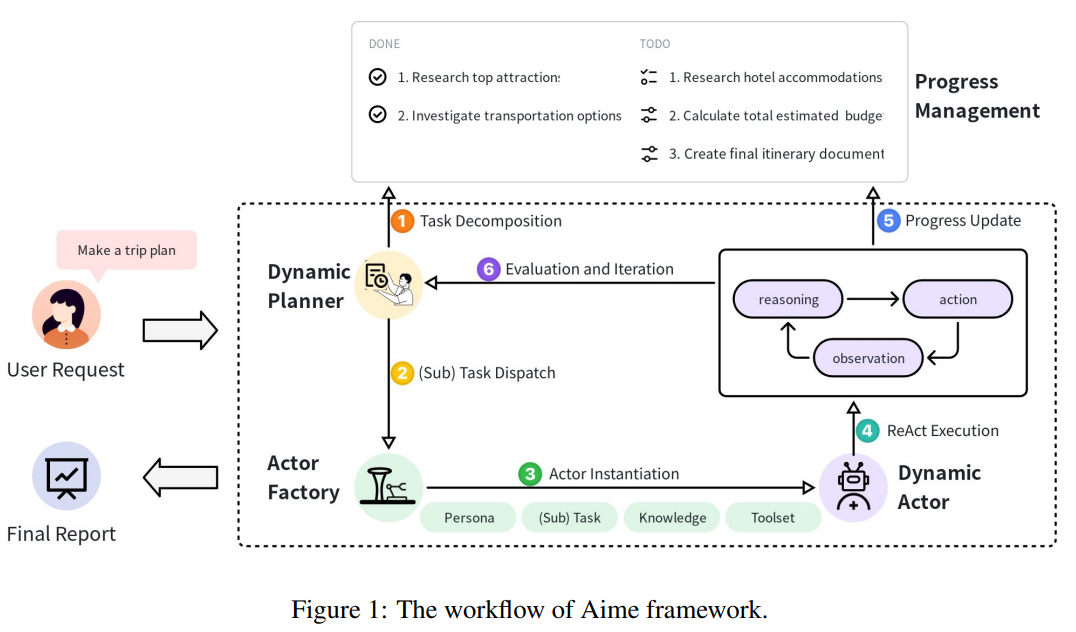 DONE
1. Research top attractions
2. Investigate transportation options
TODO
1. Research hotel accommodations
2. Calculate total estimated budge
3. Create final itinerary document
Progress
Management
1 Task Decomposition
5 Progress Update
Make a trip plan
User Request
Dynamic
Planner
6 Evaluation and Iteration
reasoning
action
observation
2 (Sub) Task Dispatch
4 ReAct Execution
Actor
Factory
3 Actor Instantiation
Persona
(Sub) Task
Knowledge
Toolset
Dynamic
Actor
Final Report
Figure 1: The workflow of Aime framework.